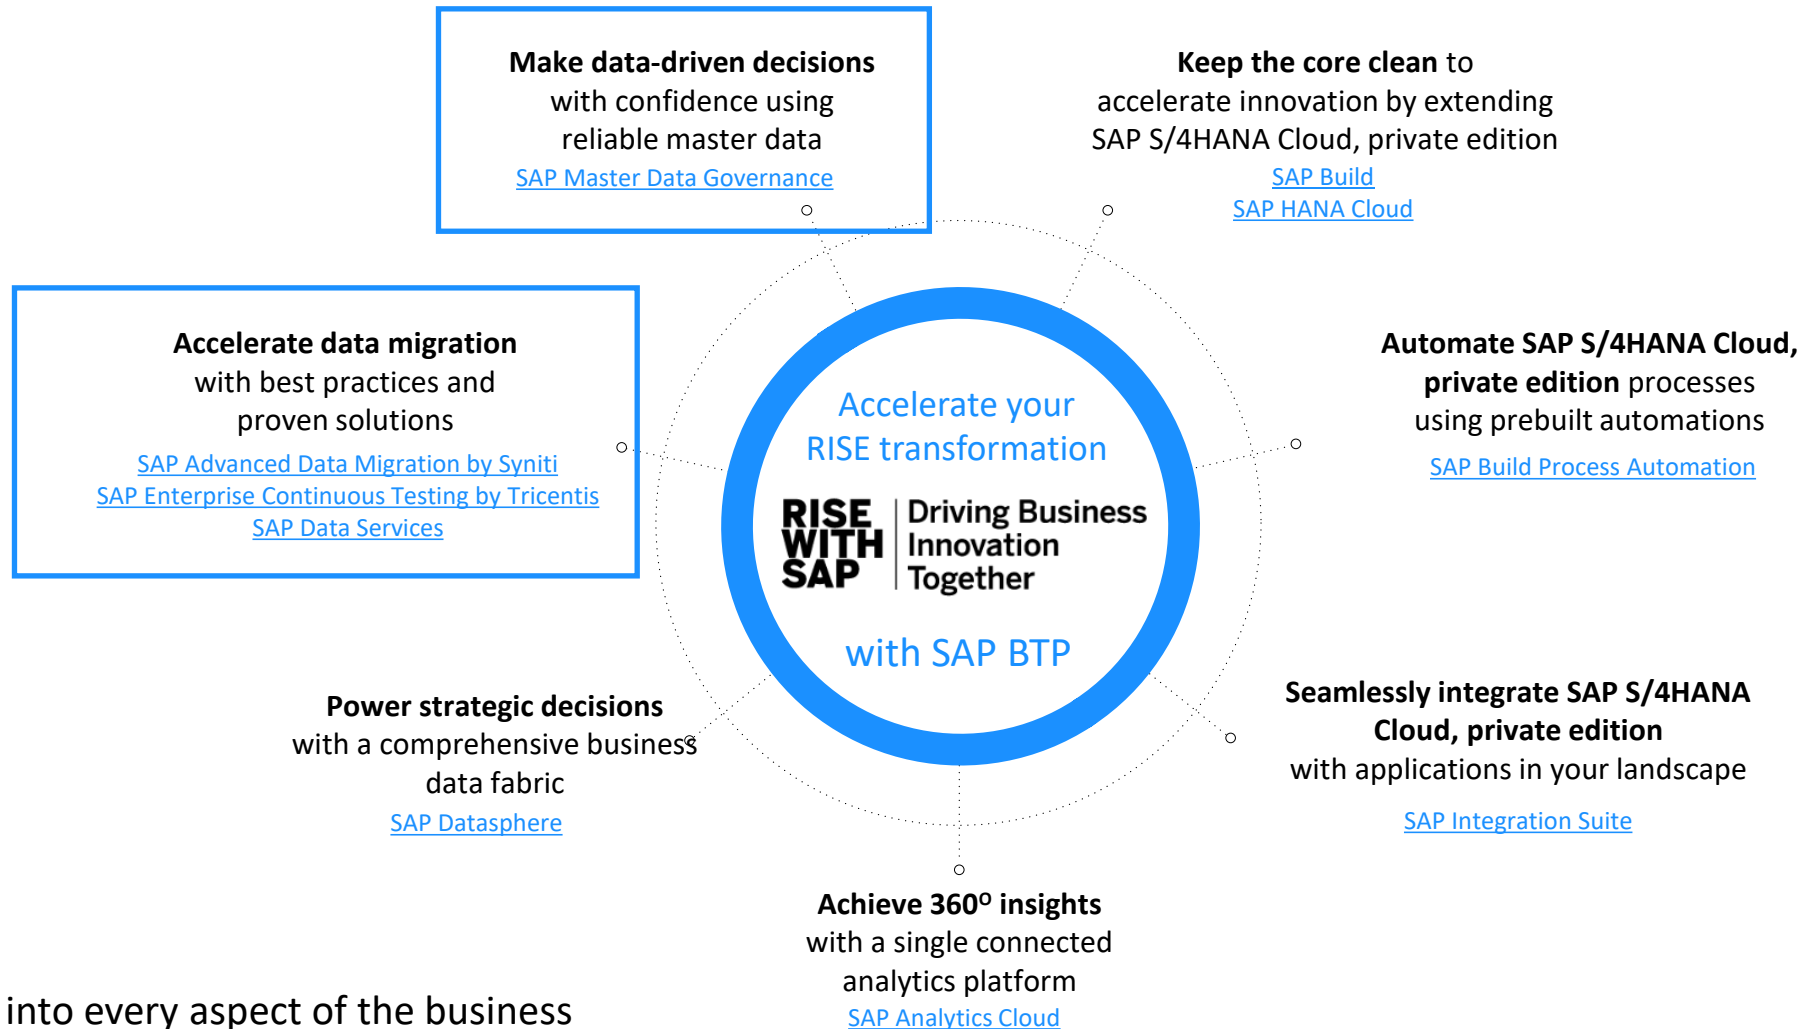 Make data-driven decisions
with confidence using
reliable master data
SAP Master Data Governance
Keep the core clean to
accelerate innovation by extending
SAP S/4HANA Cloud, private edition
SAP Build
SAP HANA Cloud
Accelerate data migration
with best practices and
proven solutions
SAP Advanced Data Migration by Syniti
SAP Enterprise Continuous Testing by Tricentis
SAP Data Services
Accelerate your
RISE transformation
RISE
WITH
SAP
Driving Business
Innovation
Together
with SAP BTP
Automate SAP S/4HANA Cloud,
private edition processes
using prebuilt automations
SAP Build Process Automation
Power strategic decisions
with a comprehensive business
data fabric
SAP Datasphere
Seamlessly integrate SAP S/4HANA
Cloud, private edition
with applications in your landscape
SAP Integration Suite
Achieve 360⁰ insights
with a single connected
analytics platform
SAP Analytics Cloud
into every aspect of the business